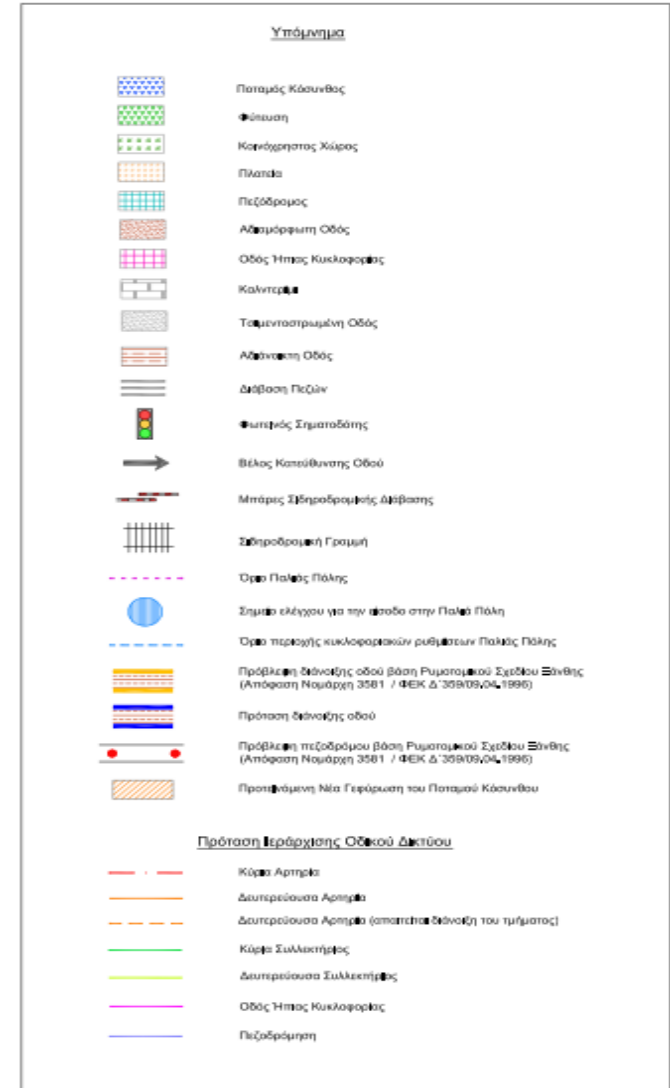 Υπόμνημα
Ποταμός Κόσυνθος
Φύτευση
Κοινόχρηστος Χώρος
Πλατεία
Πεζόδρομος
Αδιαμόρφωτη Οδός
Οδός Ήπιας Κυκλοφορίας
Καλντερίμι
Τσιμεντοστρωμένη Οδός
Αδιάνοικτη Οδός
Διάβαση Πεζών
Φωτεινός Σηματοδότης
Βέλος Κατεύθυνσης Οδού
Μπάρες Σιδηροδρομικής Διάβασης
Σιδηροδρομική Γραμμή
Όριο Παλιάς Πόλης
Σημείο ελέγχου για την είσοδο στην Παλιά Πόλη
Όριο περιοχής κυκλοφοριακών ρυθμίσεων Παλιάς Πόλης
Πρόβλεψη διάνοιξης οδού βάση Ρυμοτομικού Σχεδίου Ξάνθης
(Απόφαση Νομάρχη 3581 / ΦΕΚ Δ΄359/09.04.1996)
Πρόταση διάνοιξης οδού
Πρόβλεψη πεζοδρόμου βάση Ρυμοτομικού Σχεδίου Ξάνθης
(Απόφαση Νομάρχη 3581 / ΦΕΚ Δ΄359/09.04.1996)
Προτεινόμενη Νέα Γεφύρωση του Ποταμού Κόσυνθου
Πρόταση Ιεράρχισης Οδικού Δικτύου
Κύρια Αρτηρία
Δευτερεύουσα Αρτηρία
Δευτερεύουσα Αρτηρία (απαιτείται διάνοιξη του τμήματος)
Κύρια Συλλεκτήριος
Δευτερεύουσα Συλλεκτήριος
Οδός Ήπιας Κυκλοφορίας
Πεζοδρόμηση